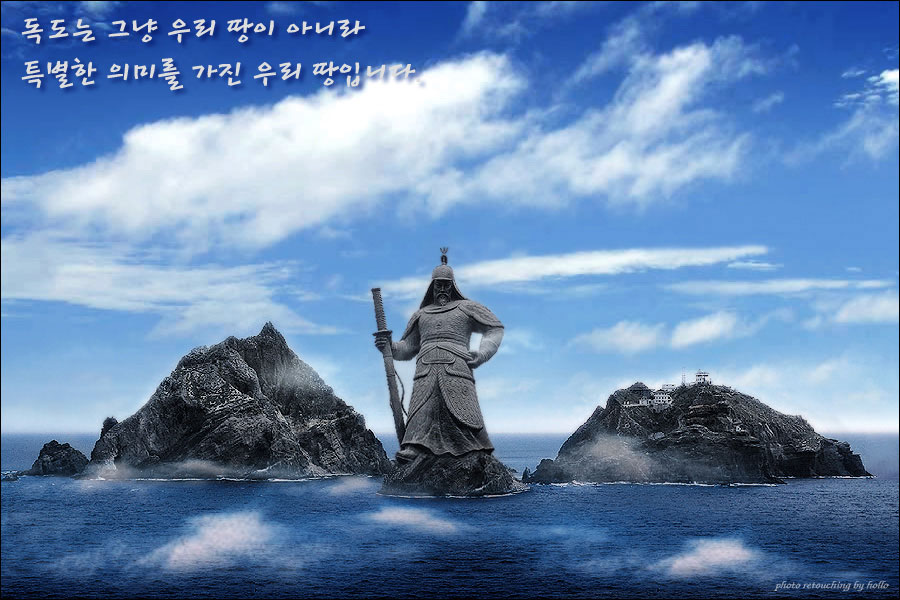 독도는 그냥 우리 땅이 아니라
특별한 의미를 가진 우리 땅입니다.
photo retouching by hollo